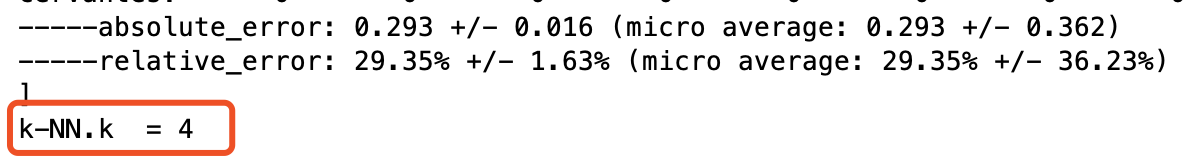 -----absolute_error: 0.293 +/- 0.016 (micro average: 0.293 +/- 0.362)
-----relative_error: 29.35% +/- 1.63% (micro average: 29.35% +/- 36.23%)
]
k-NN.k  = 4